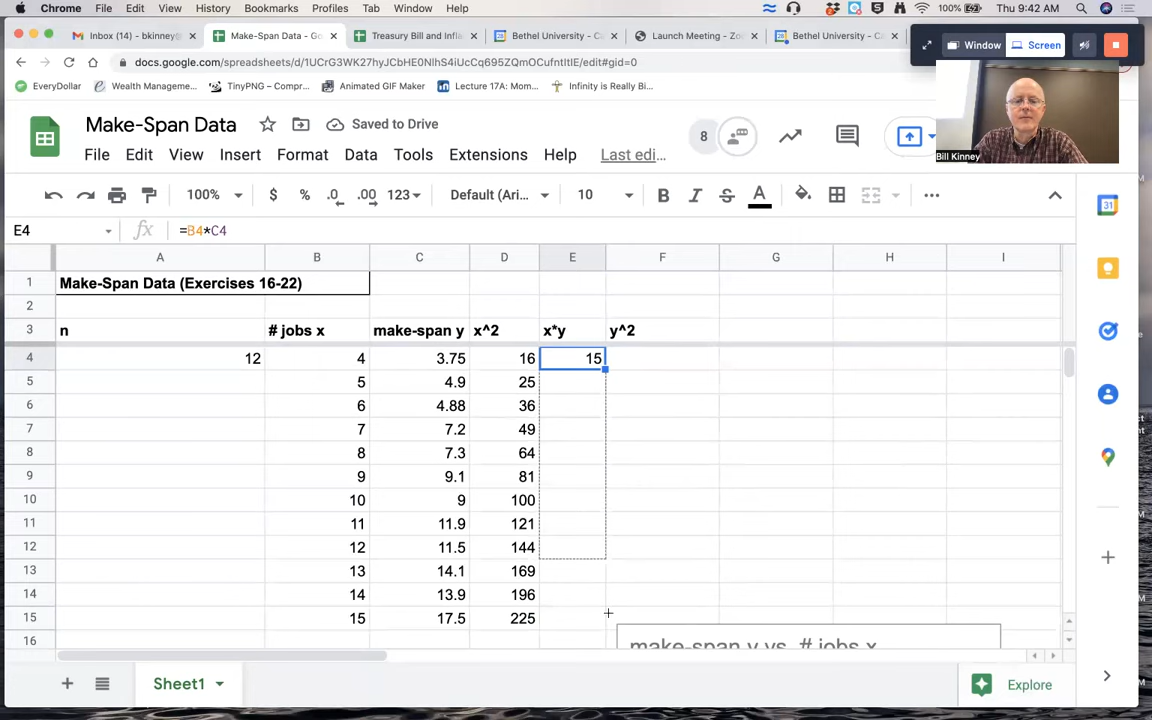 Chrome File Edit View History Bookmarks Profiles Tab Window Help 100% Thu 9:42 AM
Inbox (14) - bkinney@ Make-Span Data - Go Treasury Bill and Infla Bethel University - Ca Launch Meeting - Zo Bethel University - Ca
Window Screen
docs.google.com/spreadsheets/d/1UCrG3WK27hyJCbHE0NlhS4iUcCq695ZQmOCufntItIE/edit#gid=0
EveryDollar Wealth Manageme... TinyPNG – Compr... Animated GIF Maker Lecture 17A: Mom... Infinity is Really Bi...
Bill Kinney
Make-Span Data Saved to Drive 8
File Edit View Insert Format Data Tools Extensions Help Last edi...
100% $ % .0 .00 123 Default (Ari... 10 B I S A
E4 fx =B4*C4
A B C D E F G H I
1 Make-Span Data (Exercises 16-22)
2
3 n # jobs x make-span y x^2 x*y y^2
4 12 4 3.75 16 15
5 5 4.9 25
6 6 4.88 36
7 7 7.2 49
8 8 7.3 64
9 9 9.1 81
10 10 9 100
11 11 11.9 121
12 12 11.5 144
13 13 14.1 169
14 14 13.9 196
15 15 17.5 225
16 make-span y vs. # jobs x
Sheet1 Explore